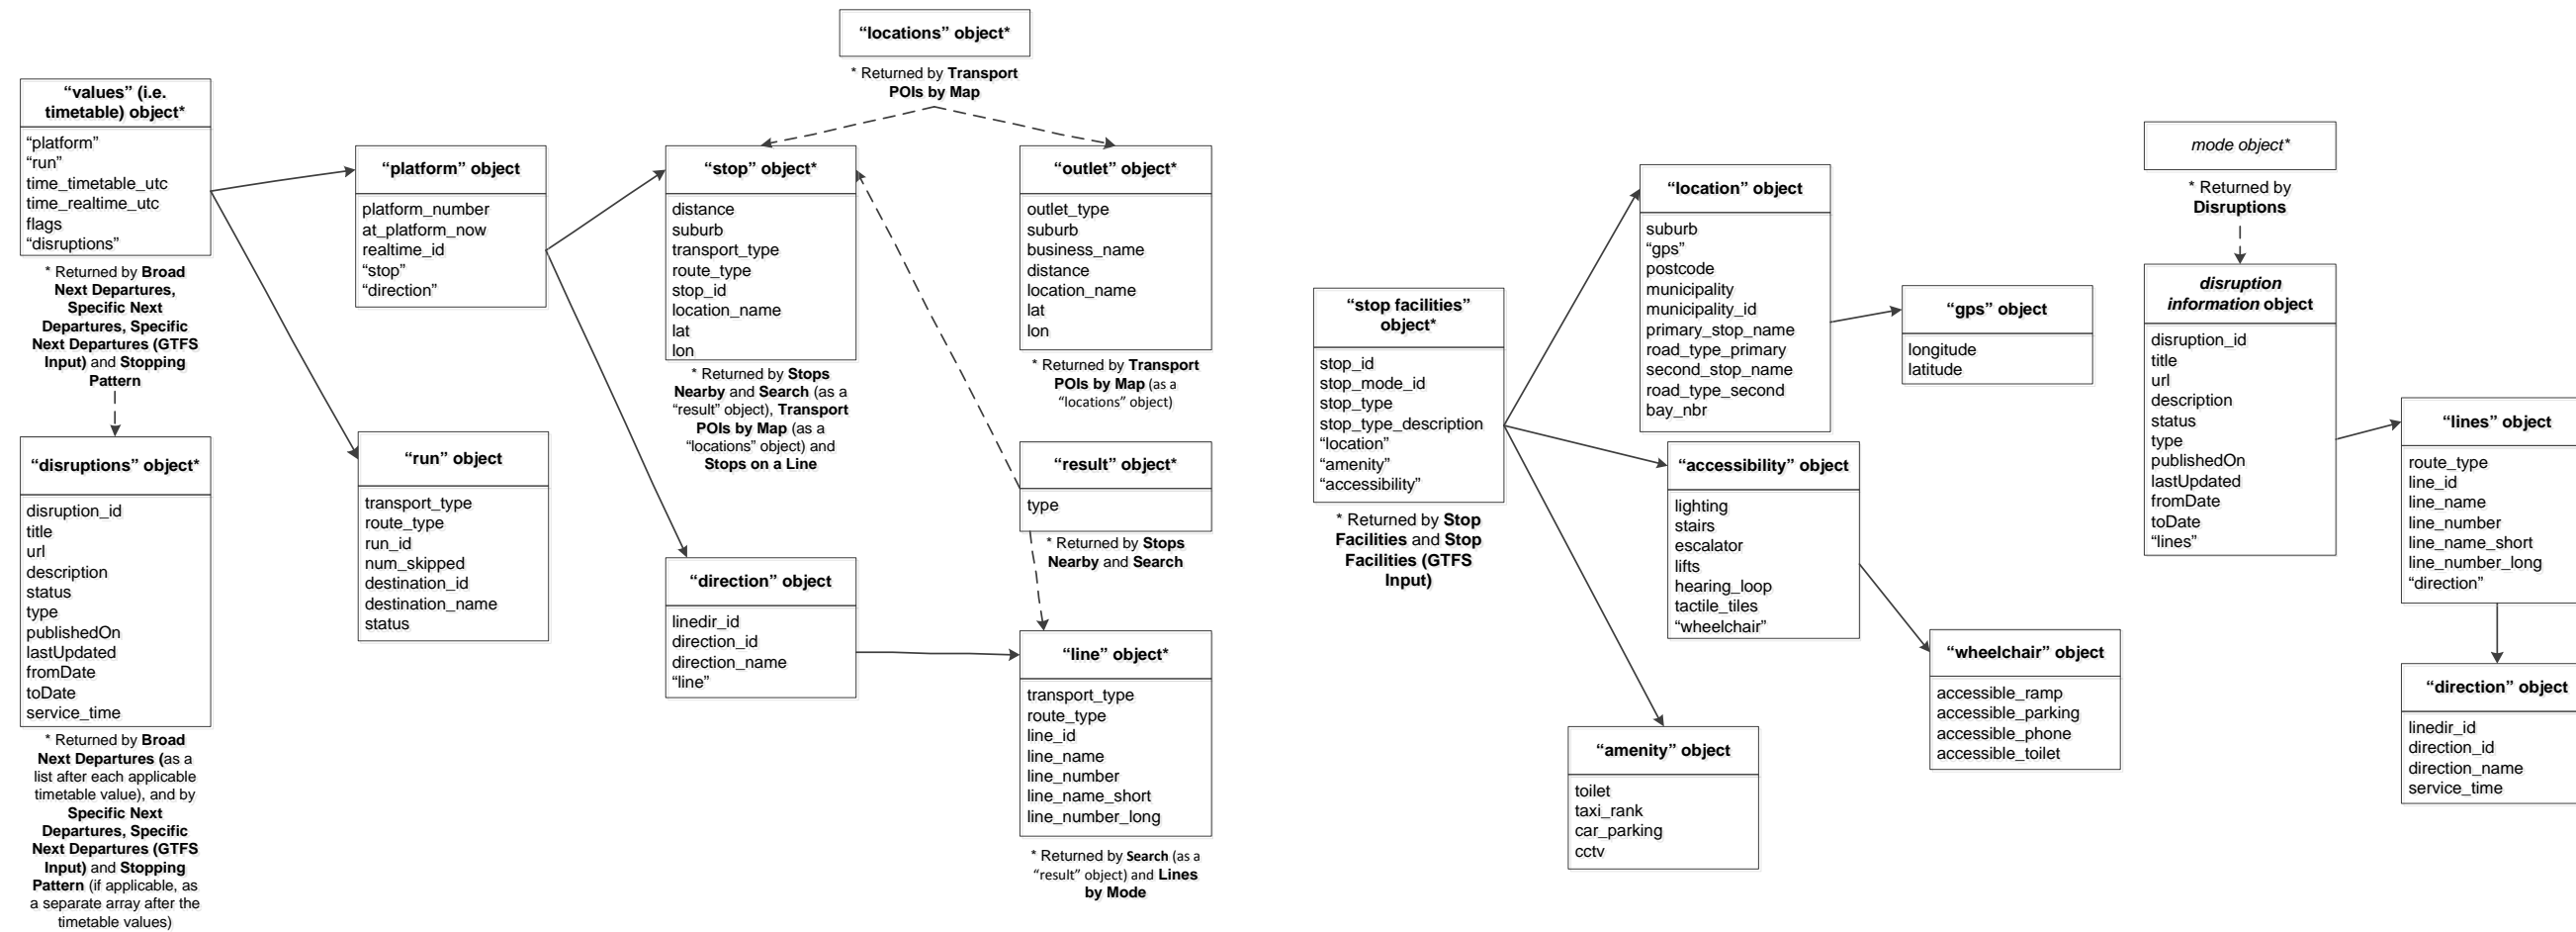 “locations” object*
* Returned by Transport
POIs by Map
“values” (i.e.
timetable) object*
“platform”
“run”
time_timetable_utc
time_realtime_utc
flags
“disruptions”
* Returned by Broad
Next Departures,
Specific Next
Departures, Specific
Next Departures (GTFS
Input) and Stopping
Pattern
“disruptions” object*
disruption_id
title
url
description
status
type
publishedOn
lastUpdated
fromDate
toDate
service_time
* Returned by Broad
Next Departures (as a
list after each applicable
timetable value), and by
Specific Next
Departures, Specific
Next Departures (GTFS
Input) and Stopping
Pattern (if applicable, as
a separate array after the
timetable values)
“platform” object
platform_number
at_platform_now
realtime_id
“stop”
“direction”
“run” object
transport_type
route_type
run_id
num_skipped
destination_id
destination_name
status
“stop” object*
distance
suburb
transport_type
route_type
stop_id
location_name
lat
lon
* Returned by Stops
Nearby and Search (as a
“result” object), Transport
POIs by Map (as a
“locations” object) and
Stops on a Line
“direction” object
linedir_id
direction_id
direction_name
“line”
“outlet” object*
outlet_type
suburb
business_name
distance
location_name
lat
lon
* Returned by Transport
POIs by Map (as a
“locations” object)
“result” object*
type
* Returned by Stops
Nearby and Search
“line” object*
transport_type
route_type
line_id
line_name
line_number
line_name_short
line_number_long
* Returned by Search (as a
“result” object) and Lines
by Mode
“stop facilities”
object*
stop_id
stop_mode_id
stop_type
stop_type_description
“location”
“amenity”
“accessibility”
* Returned by Stop
Facilities and Stop
Facilities (GTFS
Input)
“location” object
suburb
“gps”
postcode
municipality
municipality_id
primary_stop_name
road_type_primary
second_stop_name
road_type_second
bay_nbr
“gps” object
longitude
latitude
“accessibility” object
lighting
stairs
escalator
lifts
hearing_loop
tactile_tiles
“wheelchair”
“wheelchair” object
accessible_ramp
accessible_parking
accessible_phone
accessible_toilet
“amenity” object
toilet
taxi_rank
car_parking
cctv
mode object*
* Returned by
Disruptions
disruption
information object
disruption_id
title
url
description
status
type
publishedOn
lastUpdated
fromDate
toDate
“lines”
“lines” object
route_type
line_id
line_name
line_number
line_name_short
line_number_long
“direction”
“direction” object
linedir_id
direction_id
direction_name
service_time